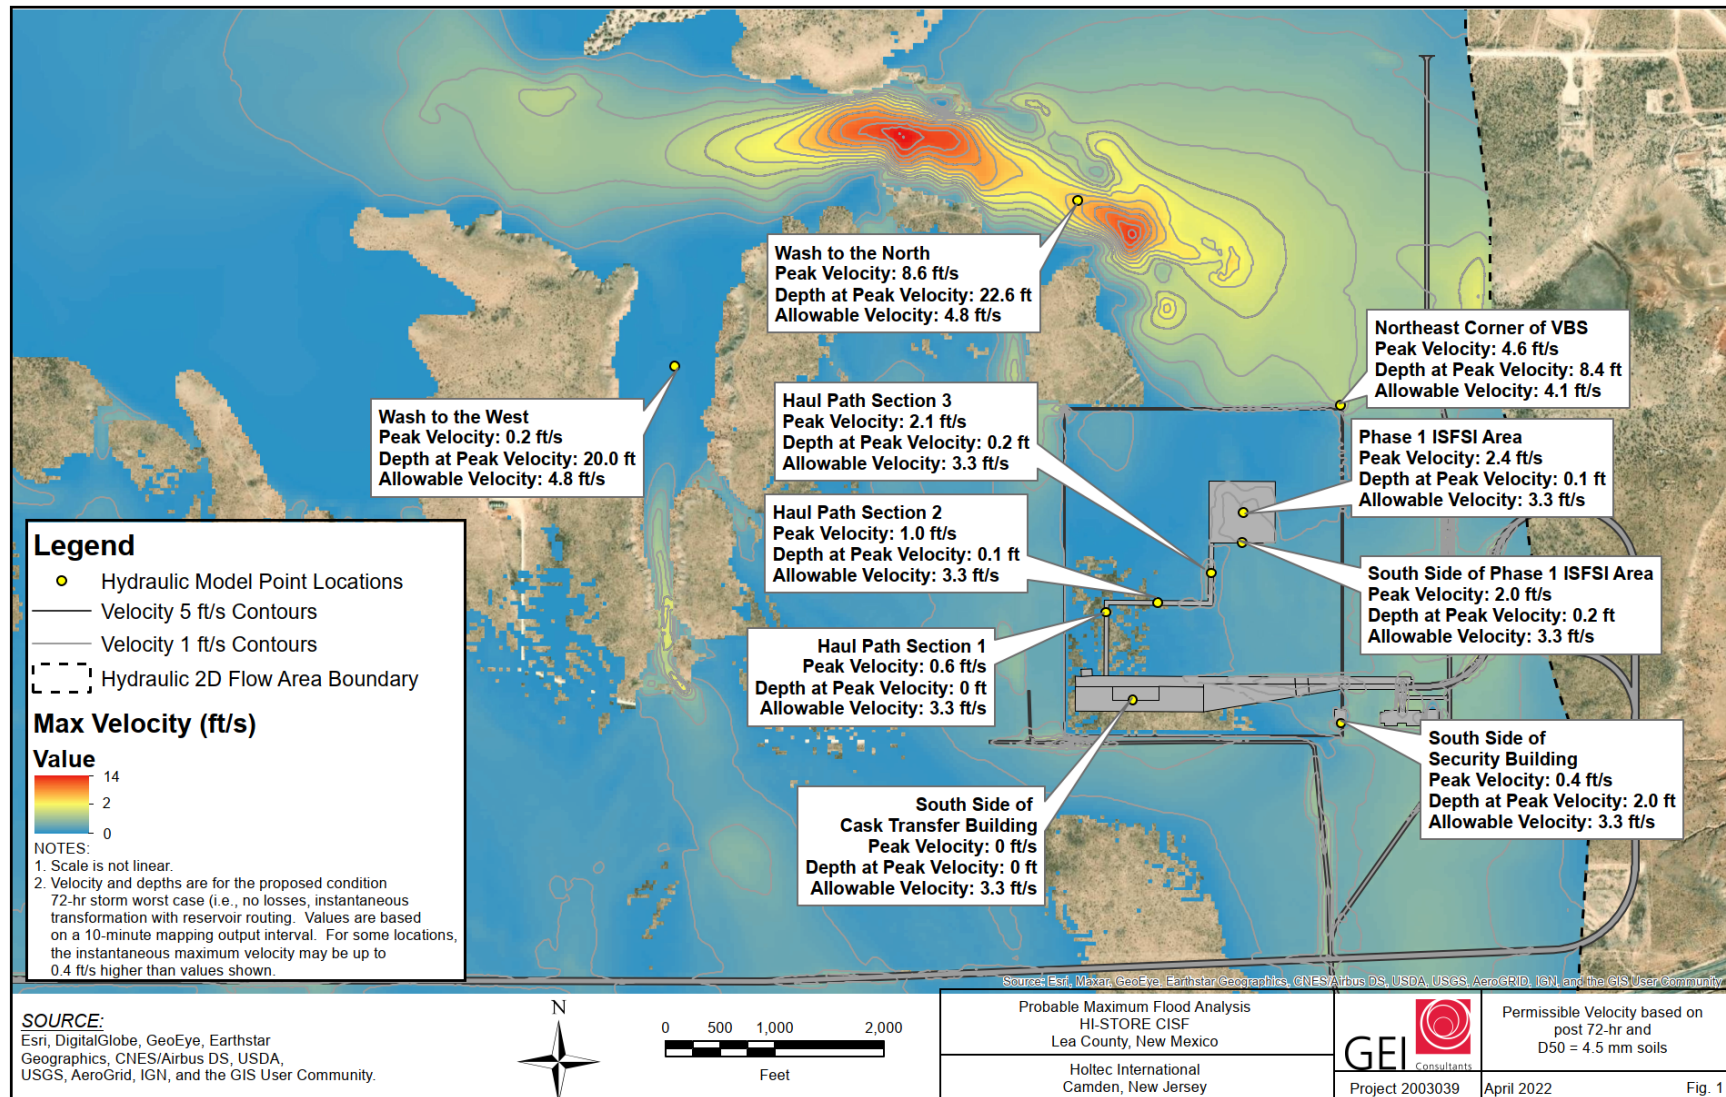 Wash to the North
Peak Velocity: 8.6 ft/s
Depth at Peak Velocity: 22.6 ft
Allowable Velocity: 4.8 ft/s
Northeast Corner of VBS
Peak Velocity: 4.6 ft/s
Depth at Peak Velocity: 8.4 ft
Allowable Velocity: 4.1 ft/s
Wash to the West
Peak Velocity: 0.2 ft/s
Depth at Peak Velocity: 20.0 ft
Allowable Velocity: 4.8 ft/s
Haul Path Section 3
Peak Velocity: 2.1 ft/s
Depth at Peak Velocity: 0.2 ft
Allowable Velocity: 3.3 ft/s
Phase 1 ISFSI Area
Peak Velocity: 2.4 ft/s
Depth at Peak Velocity: 0.1 ft
Allowable Velocity: 3.3 ft/s
Haul Path Section 2
Peak Velocity: 1.0 ft/s
Depth at Peak Velocity: 0.1 ft
Allowable Velocity: 3.3 ft/s
South Side of Phase 1 ISFSI Area
Peak Velocity: 2.0 ft/s
Depth at Peak Velocity: 0.2 ft
Allowable Velocity: 3.3 ft/s
Haul Path Section 1
Peak Velocity: 0.6 ft/s
Depth at Peak Velocity: 0 ft
Allowable Velocity: 3.3 ft/s
South Side of
Security Building
Peak Velocity: 0.4 ft/s
Depth at Peak Velocity: 2.0 ft
Allowable Velocity: 3.3 ft/s
South Side of
Cask Transfer Building
Peak Velocity: 0 ft/s
Depth at Peak Velocity: 0 ft
Allowable Velocity: 3.3 ft/s
Legend
Hydraulic Model Point Locations
Velocity 5 ft/s Contours
Velocity 1 ft/s Contours
Hydraulic 2D Flow Area Boundary
Max Velocity (ft/s)
Value
14
2
0
NOTES:
1. Scale is not linear.
2. Velocity and depths are for the proposed condition
72-hr storm worst case (i.e., no losses, instantaneous
transformation with reservoir routing. Values are based
on a 10-minute mapping output interval. For some locations,
the instantaneous maximum velocity may be up to
0.4 ft/s higher than values shown.
Source: Esri, Maxar, GeoEye, Earthstar Geographics, CNES/Airbus DS, USDA, USGS, AeroGRID, IGN, and the GIS User Community
SOURCE:
Esri, DigitalGlobe, GeoEye, Earthstar
Geographics, CNES/Airbus DS, USDA,
USGS, AeroGrid, IGN, and the GIS User Community.
N
0 500 1,000 2,000
Feet
Probable Maximum Flood Analysis
HI-STORE CISF
Lea County, New Mexico
Holtec International
Camden, New Jersey
GEI
Consultants
Project 2003039
Permissible Velocity based on
post 72-hr and
D50 = 4.5 mm soils
April 2022
Fig. 1